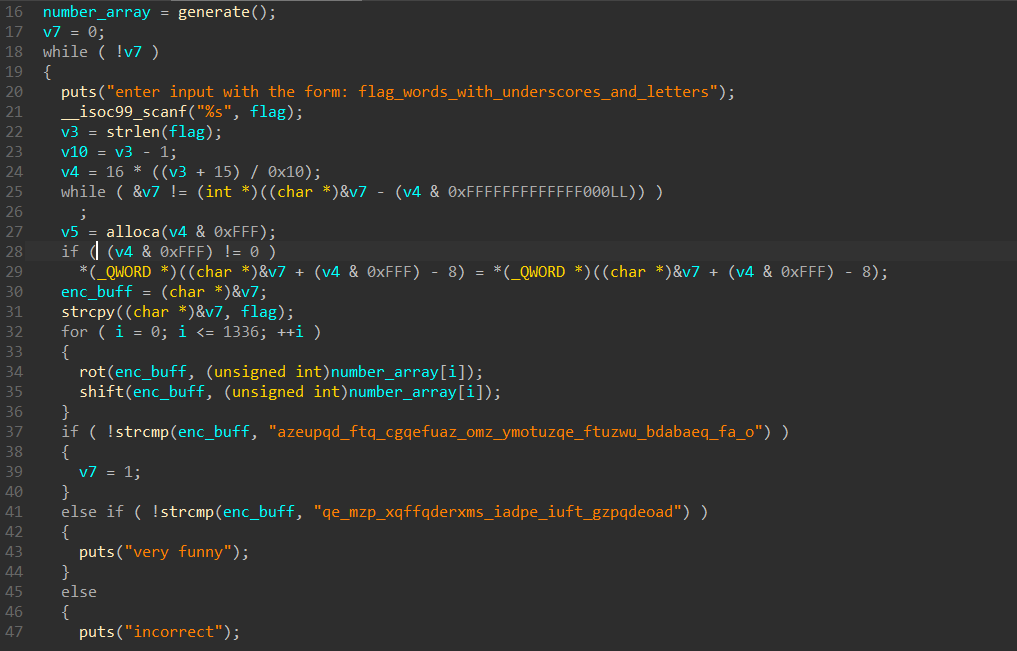 16 number_array = generate();
17 v7 = 0;
18 while ( !v7 )
19 {
20 puts("enter input with the form: flag_words_with_underscores_and_letters");
21 __isoc99_scanf("%s", flag);
22 v3 = strlen(flag);
23 v10 = v3 - 1;
24 v4 = 16 * ((v3 + 15) / 0x10);
25 while ( &v7 != (int *)((char *)&v7 - (v4 & 0xFFFFFFFFFFFFF000LL)) )
26 ;
27 v5 = alloca(v4 & 0xFFF);
28 if ( (v4 & 0xFFF) != 0 )
29 *(_QWORD *)((char *)&v7 + (v4 & 0xFFF) - 8) = *(_QWORD *)((char *)&v7 + (v4 & 0xFFF) - 8);
30 enc_buff = (char *)&v7;
31 strcpy((char *)&v7, flag);
32 for ( i = 0; i <= 1336; ++i )
33 {
34 rot(enc_buff, (unsigned int)number_array[i]);
35 shift(enc_buff, (unsigned int)number_array[i]);
36 }
37 if ( !strcmp(enc_buff, "azeupqd_ftq_cgqefuaz_omz_ymotuzqe_ftuzwu_bdabaeq_fa_o") )
38 {
39 v7 = 1;
40 }
41 else if ( !strcmp(enc_buff, "qe_mzp_xqffqderxms_iadpe_iuft_gzpqdeoad") )
42 {
43 puts("very funny");
44 }
45 else
46 {
47 puts("incorrect");